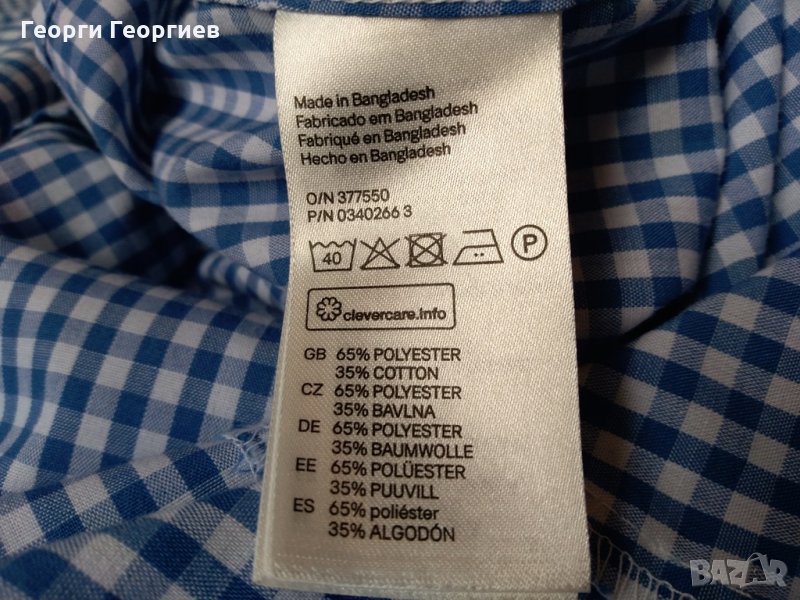 Георги Георгиев
Made in Bangladesh
Fabricado em Bangladesh
Fabriqué en Bangladesh
Hecho en Bangladesh
O/N 377550
P/N 0340266 3
40
P
clevercare.info
GB 65% POLYESTER
35% COTTON
CZ 65% POLYESTER
35% BAVLNA
DE 65% POLYESTER
35% BAUMWOLLE
EE 65% POLÜESTER
35% PUUVILL
ES 65% poliéster
35% ALGODÓN
BAZAR